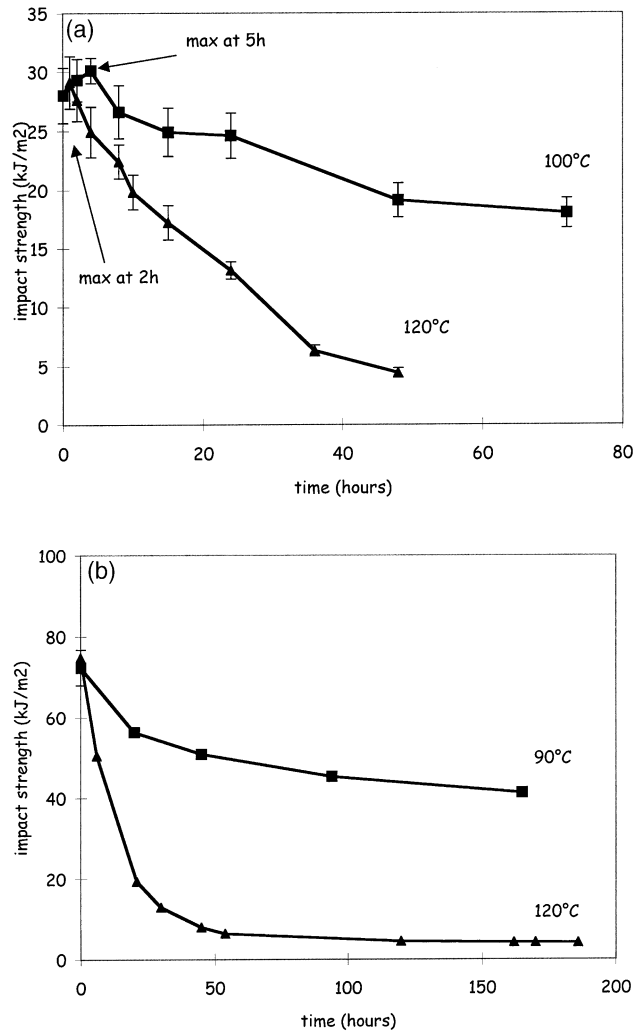 (a)
max at 5h
max at 2h
100°C
120°C
impact strength (kJ/m2)
35
30
25
20
15
10
5
0
0 20 40 60 80
time (hours)
(b)
90°C
120°C
impact strength (kJ/m2)
100
80
60
40
20
0
0 50 100 150 200
time (hours)